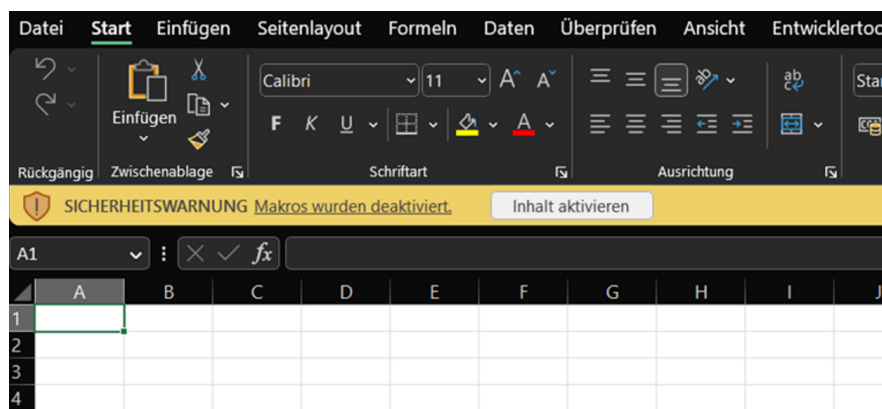 Datei Start Einfügen Seitenlayout Formeln Daten Überprüfen Ansicht
Calibri 11
Einfügen
F K U A
Rückgängig Zwischenablage Schriftart Ausrichtung
SICHERHEITSWARNUNG Makros wurden deaktiviert. Inhalt aktivieren
A1 fx
A B C D E F G H I J
1
2
3
4